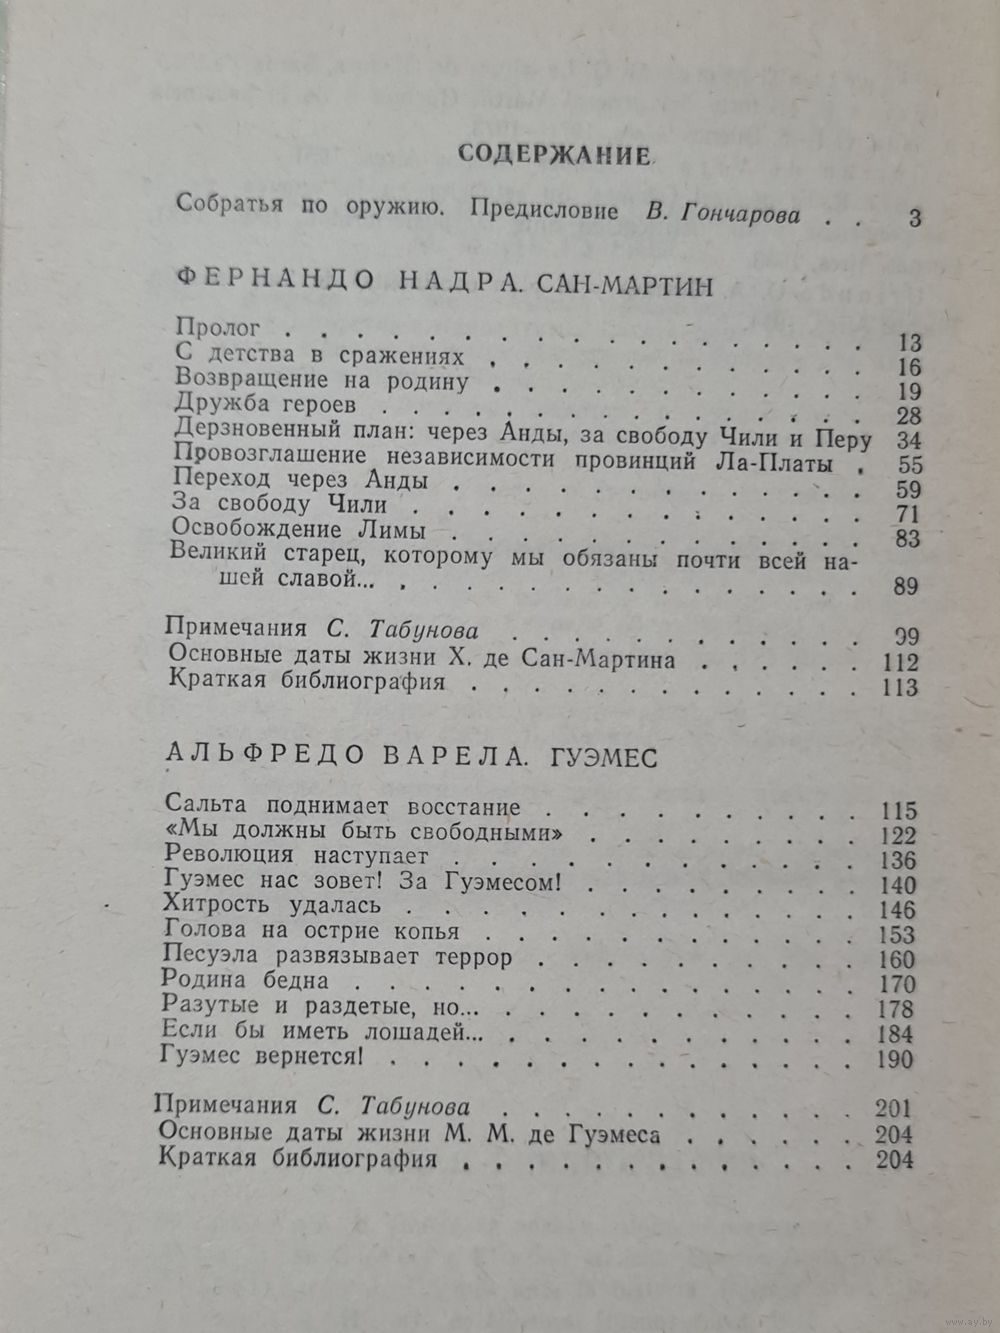 СОДЕРЖАНИЕ
Собратья по оружию. Предисловие В. Гончарова . . 3
ФЕРНАНДО НАДРА. САН-МАРТИН
Пролог . . . . . . . . . . . . . . . . . . 13
С детства в сражениях . . . . . . . . . . . . 16
Возвращение на родину . . . . . . . . . . . . 19
Дружба героев . . . . . . . . . . . . . . . 28
Дерзновенный план: через Анды, за свободу Чили и Перу 34
Провозглашение независимости провинций Ла-Платы . 55
Переход через Анды . . . . . . . . . . . . . 59
За свободу Чили . . . . . . . . . . . . . . 71
Освобождение Лимы . . . . . . . . . . . . . 83
Великий старец, которому мы обязаны почти всей на-
шей славой... . . . . . . . . . . . . . . . 89
Примечания С. Табунова . . . . . . . . . . . 99
Основные даты жизни Х. де Сан-Мартина . . . . . . 112
Краткая библиография . . . . . . . . . . . . 113
АЛЬФРЕДО ВАРЕЛА. ГУЭМЕС
Сальта поднимает восстание . . . . . . . . . . 115
«Мы должны быть свободными» . . . . . . . . . 122
Революция наступает . . . . . . . . . . . . . 136
Гуэмес нас зовет! За Гуэмесом! . . . . . . . . . 140
Хитрость удалась . . . . . . . . . . . . . . 146
Голова на острие копья . . . . . . . . . . . . 153
Песуэла развязывает террор . . . . . . . . . . 160
Родина бедна . . . . . . . . . . . . . . . 170
Разутые и раздетые, но... . . . . . . . . . . . 178
Если бы иметь лошадей... . . . . . . . . . . . 184
Гуэмес вернется! . . . . . . . . . . . . . . 190
Примечания С. Табунова . . . . . . . . . . . 201
Основные даты жизни М. М. де Гуэмеса . . . . . . 204
Краткая библиография . . . . . . . . . . . . 204
www.ay.by